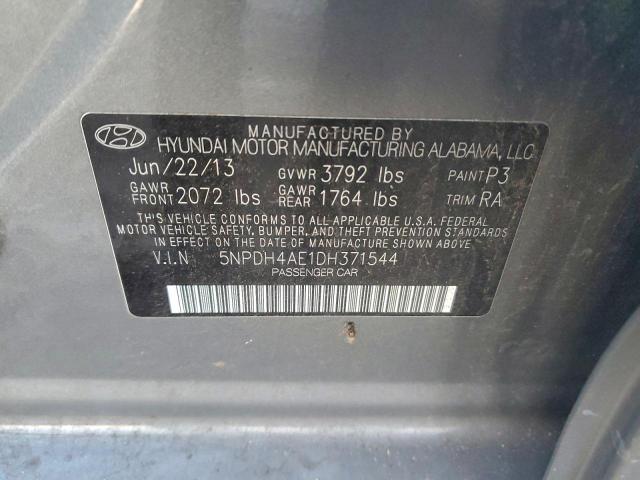 MANUFACTURED BY
HYUNDAI MOTOR MANUFACTURING ALABAMA, LLC
Jun/22/13 GVWR 3792 lbs PAINT P3
GAWR FRONT 2072 lbs GAWR REAR 1764 lbs TRIM RA
THIS VEHICLE CONFORMS TO ALL APPLICABLE U.S.A. FEDERAL
MOTOR VEHICLE SAFETY, BUMPER, AND THEFT PREVENTION STANDARDS
IN EFFECT ON THE DATE OF MANUFACTURE SHOWN ABOVE
V.I.N 5NPDH4AE1DH371544
PASSENGER CAR